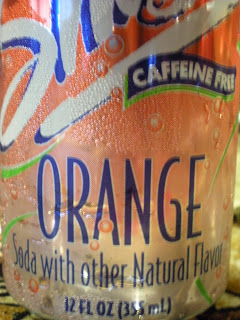 CAFFEINE FREE
ORANGE
Soda with other Natural Flavor
12 FL OZ (355 mL)